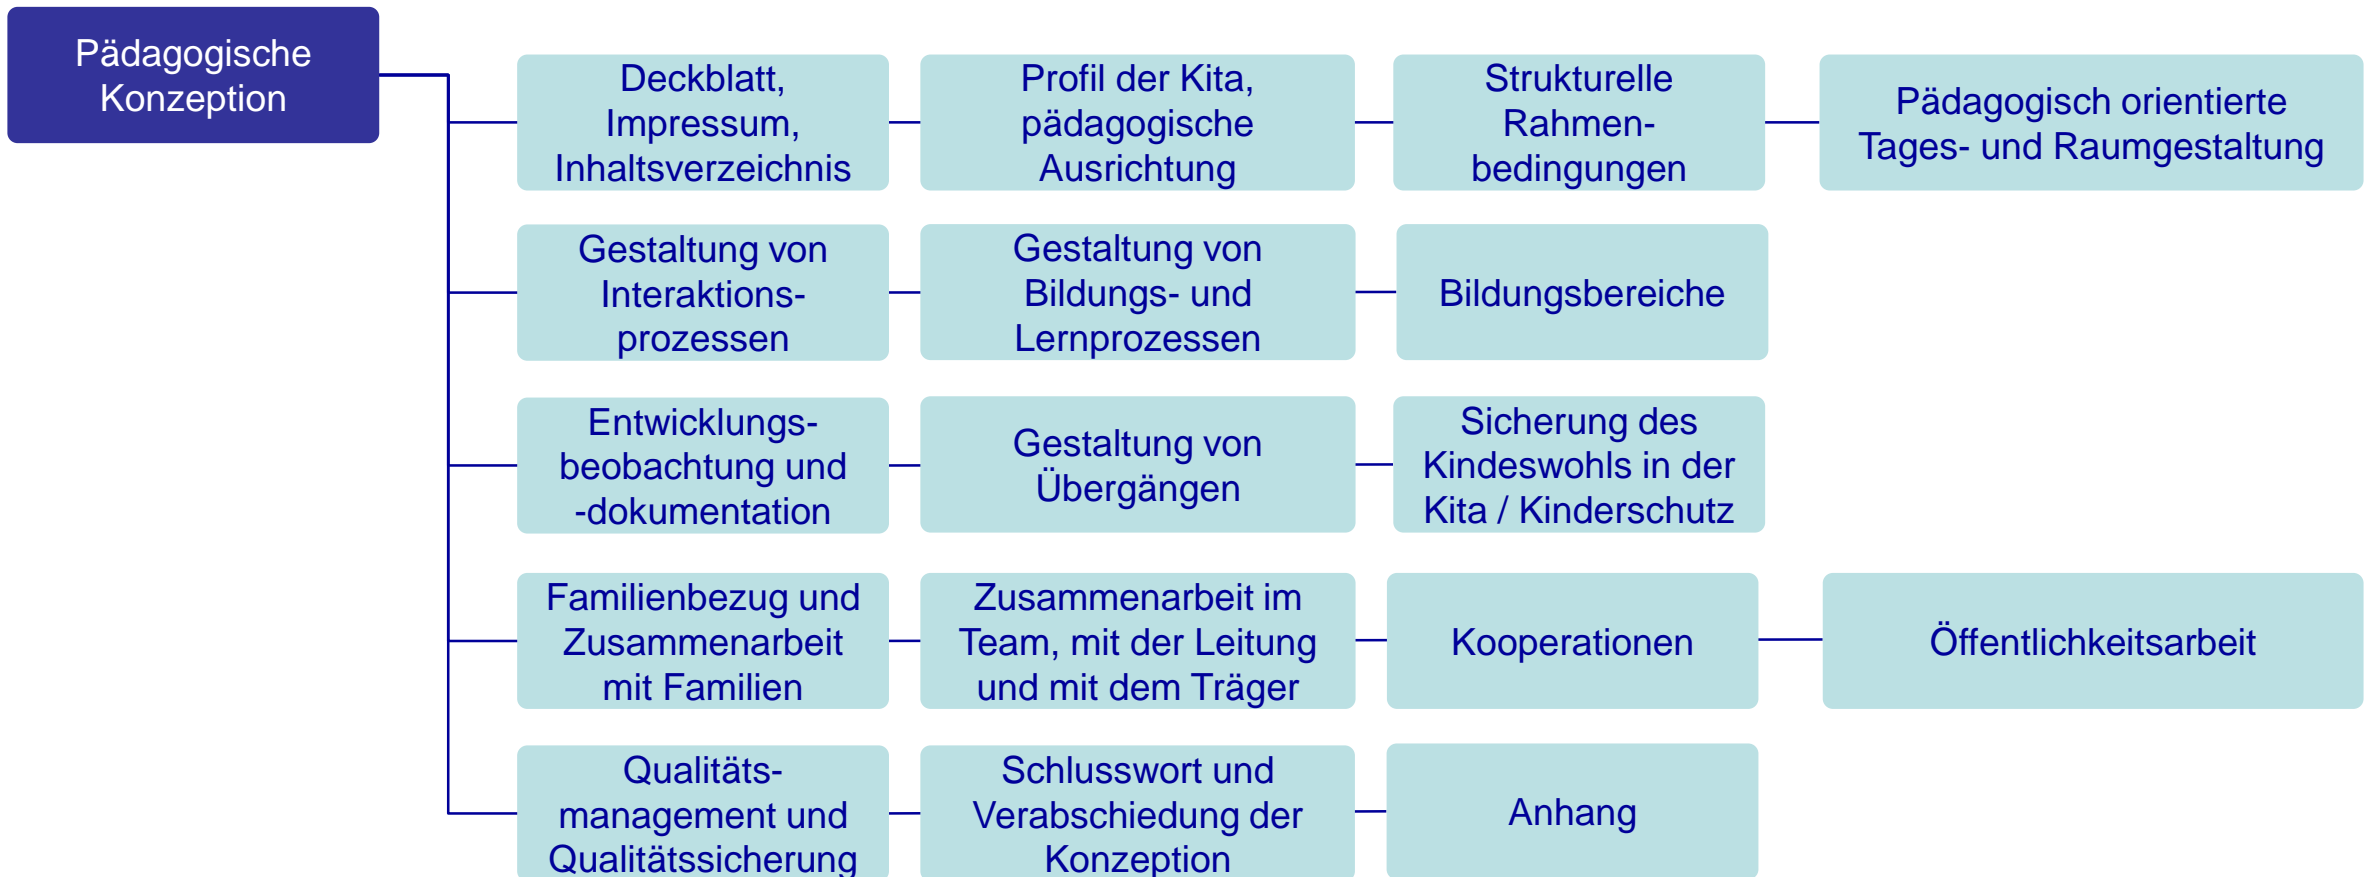 Pädagogische
Konzeption
Deckblatt,
Impressum,
Inhaltsverzeichnis
Profil der Kita,
pädagogische
Ausrichtung
Strukturelle
Rahmen-
bedingungen
Pädagogisch orientierte
Tages- und Raumgestaltung
Gestaltung von
Interaktions-
prozessen
Gestaltung von
Bildungs- und
Lernprozessen
Bildungsbereiche
Entwicklungs-
beobachtung und
-dokumentation
Gestaltung von
Übergängen
Sicherung des
Kindeswohls in der
Kita / Kinderschutz
Familienbezug und
Zusammenarbeit
mit Familien
Zusammenarbeit im
Team, mit der Leitung
und mit dem Träger
Kooperationen
Öffentlichkeitsarbeit
Qualitäts-
management und
Qualitätssicherung
Schlusswort und
Verabschiedung der
Konzeption
Anhang